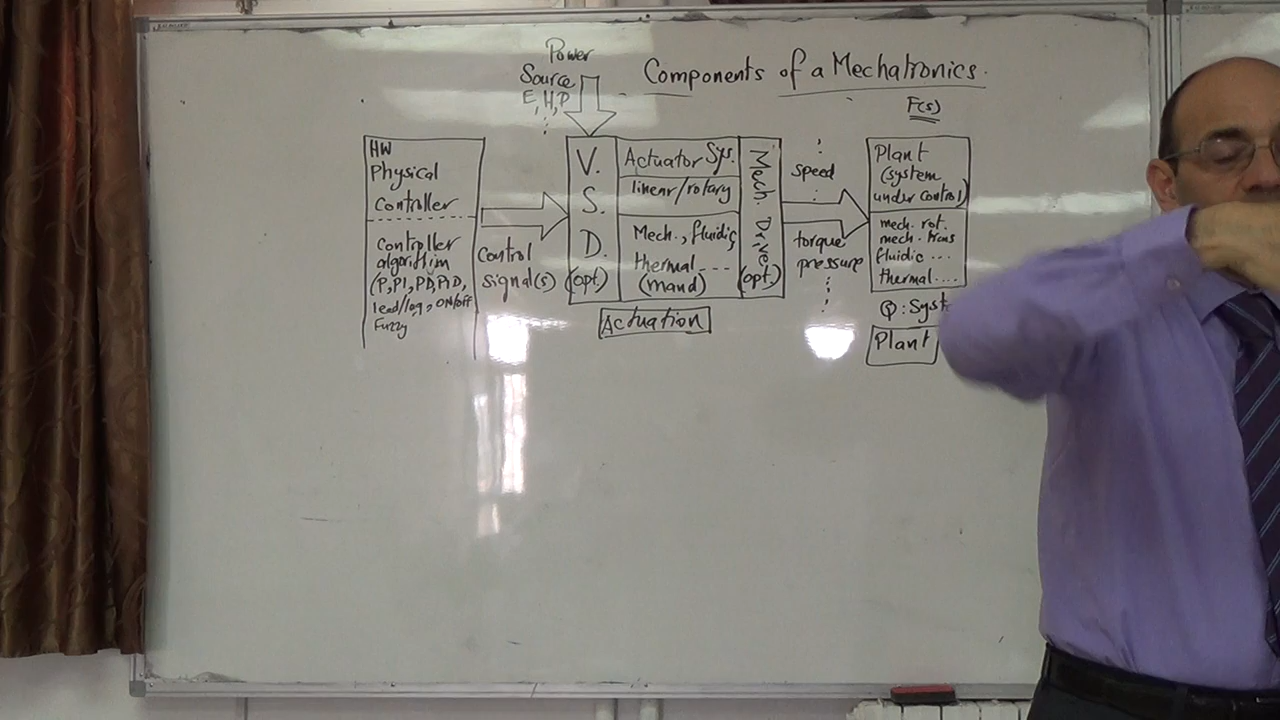 Components of a Mechatronics.
Power
Source
E, H, P
F(s)
HW
Physical
Controller
Controller
algorithm
(P, PI, PD, PID,
lead/lag, ON/off
Fuzzy
Control
signal(s)
V.
S.
D.
(opt.)
Actuator Sys.
linear/rotary
Mech., fluidic,
thermal ----
(mand)
Mech. Drive
(opt.)
Actuation
speed
torque
pressure
Plant
(system
under control)
mech. rot.
mech. trans
fluidic ...
thermal....
Q: Syst
Plant